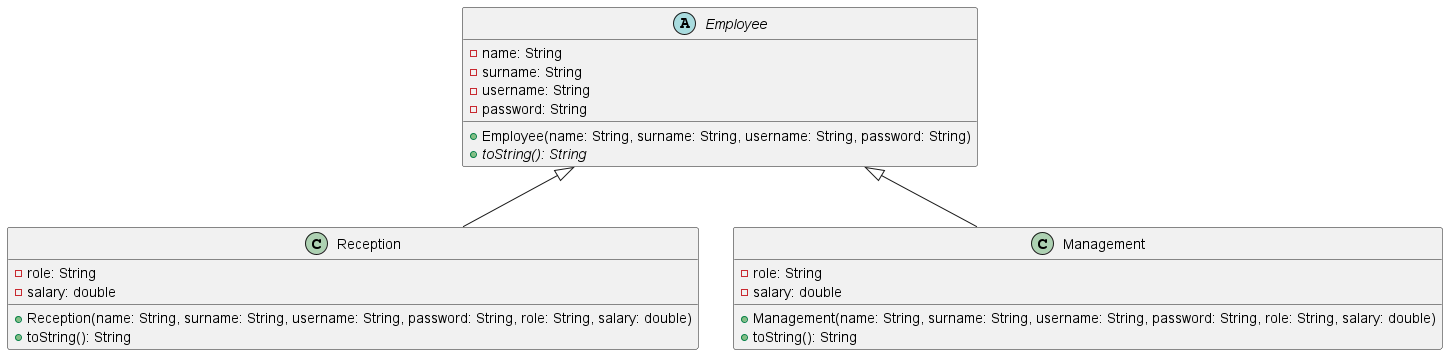 A Employee
name: String
surname: String
username: String
password: String
Employee(name: String, surname: String, username: String, password: String)
toString(): String
C Reception
role: String
salary: double
Reception(name: String, surname: String, username: String, password: String, role: String, salary: double)
toString(): String
C Management
role: String
salary: double
Management(name: String, surname: String, username: String, password: String, role: String, salary: double)
toString(): String